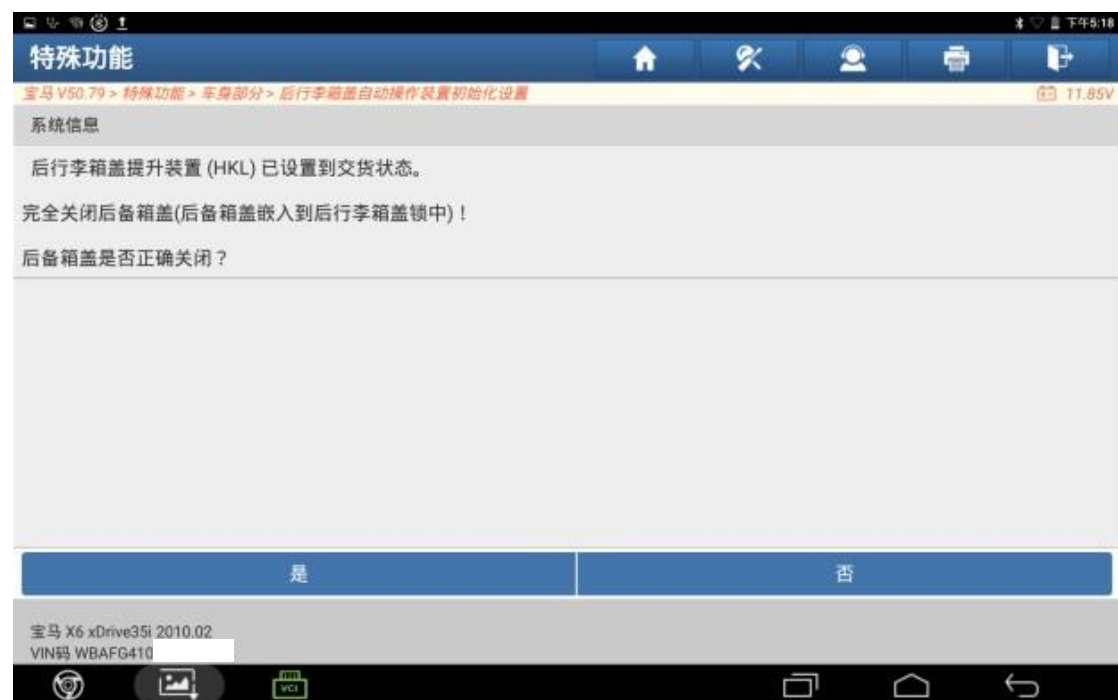 下午5:18
特殊功能
宝马 V50.79 > 特殊功能 > 车身部分 > 后行李箱盖自动操作装置初始化设置
11.85V
系统信息
后行李箱盖提升装置 (HKL) 已设置到交货状态。
完全关闭后备箱盖(后备箱盖嵌入到后行李箱盖锁中)！
后备箱盖是否正确关闭？
是
否
宝马 X6 xDrive35i 2010.02
VIN码 WBAFG410
VCI